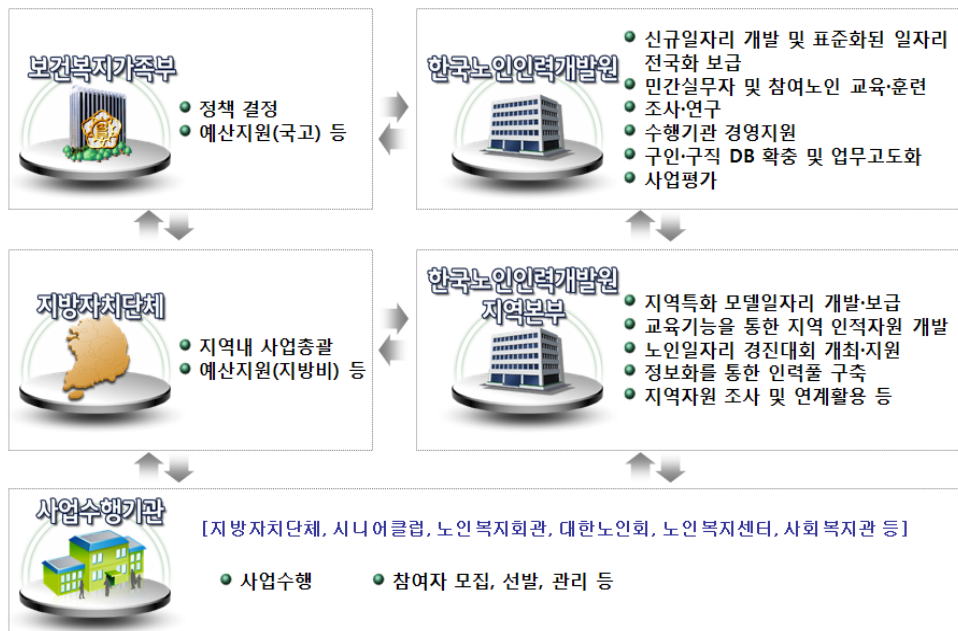 보건복지가족부
정책 결정
예산지원(국고) 등
한국노인인력개발원
신규일자리 개발 및 표준화된 일자리
전국화 보급
민간실무자 및 참여노인 교육·훈련
조사·연구
수행기관 경영지원
구인·구직 DB 확충 및 업무고도화
사업평가
지방자치단체
지역내 사업총괄
예산지원(지방비) 등
한국노인인력개발원
지역본부
지역특화 모델일자리 개발·보급
교육기능을 통한 지역 인적자원 개발
노인일자리 경진대회 개최·지원
정보화를 통한 인력풀 구축
지역자원 조사 및 연계활용 등
사업수행기관
[지방자치단체, 시니어클럽, 노인복지회관, 대한노인회, 노인복지센터, 사회복지관 등]
사업수행
참여자 모집, 선발, 관리 등